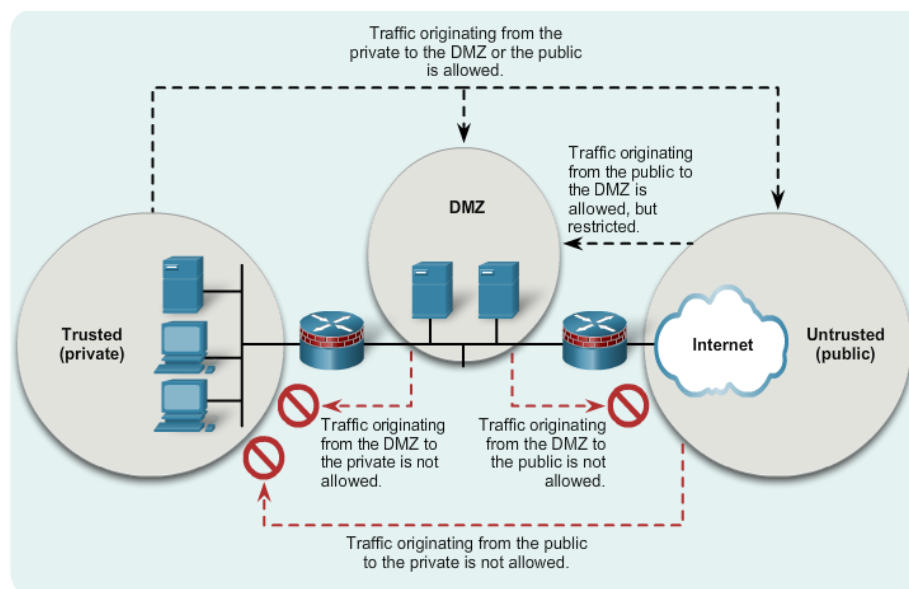 Traffic originating from the
private to the DMZ or the public
is allowed.
Traffic originating
from the public to
the DMZ is
allowed, but
restricted.
DMZ
Trusted
(private)
Internet
Untrusted
(public)
Traffic originating
from the DMZ to
the private is not
allowed.
Traffic originating
from the DMZ to
the public is not
allowed.
Traffic originating from the public
to the private is not allowed.